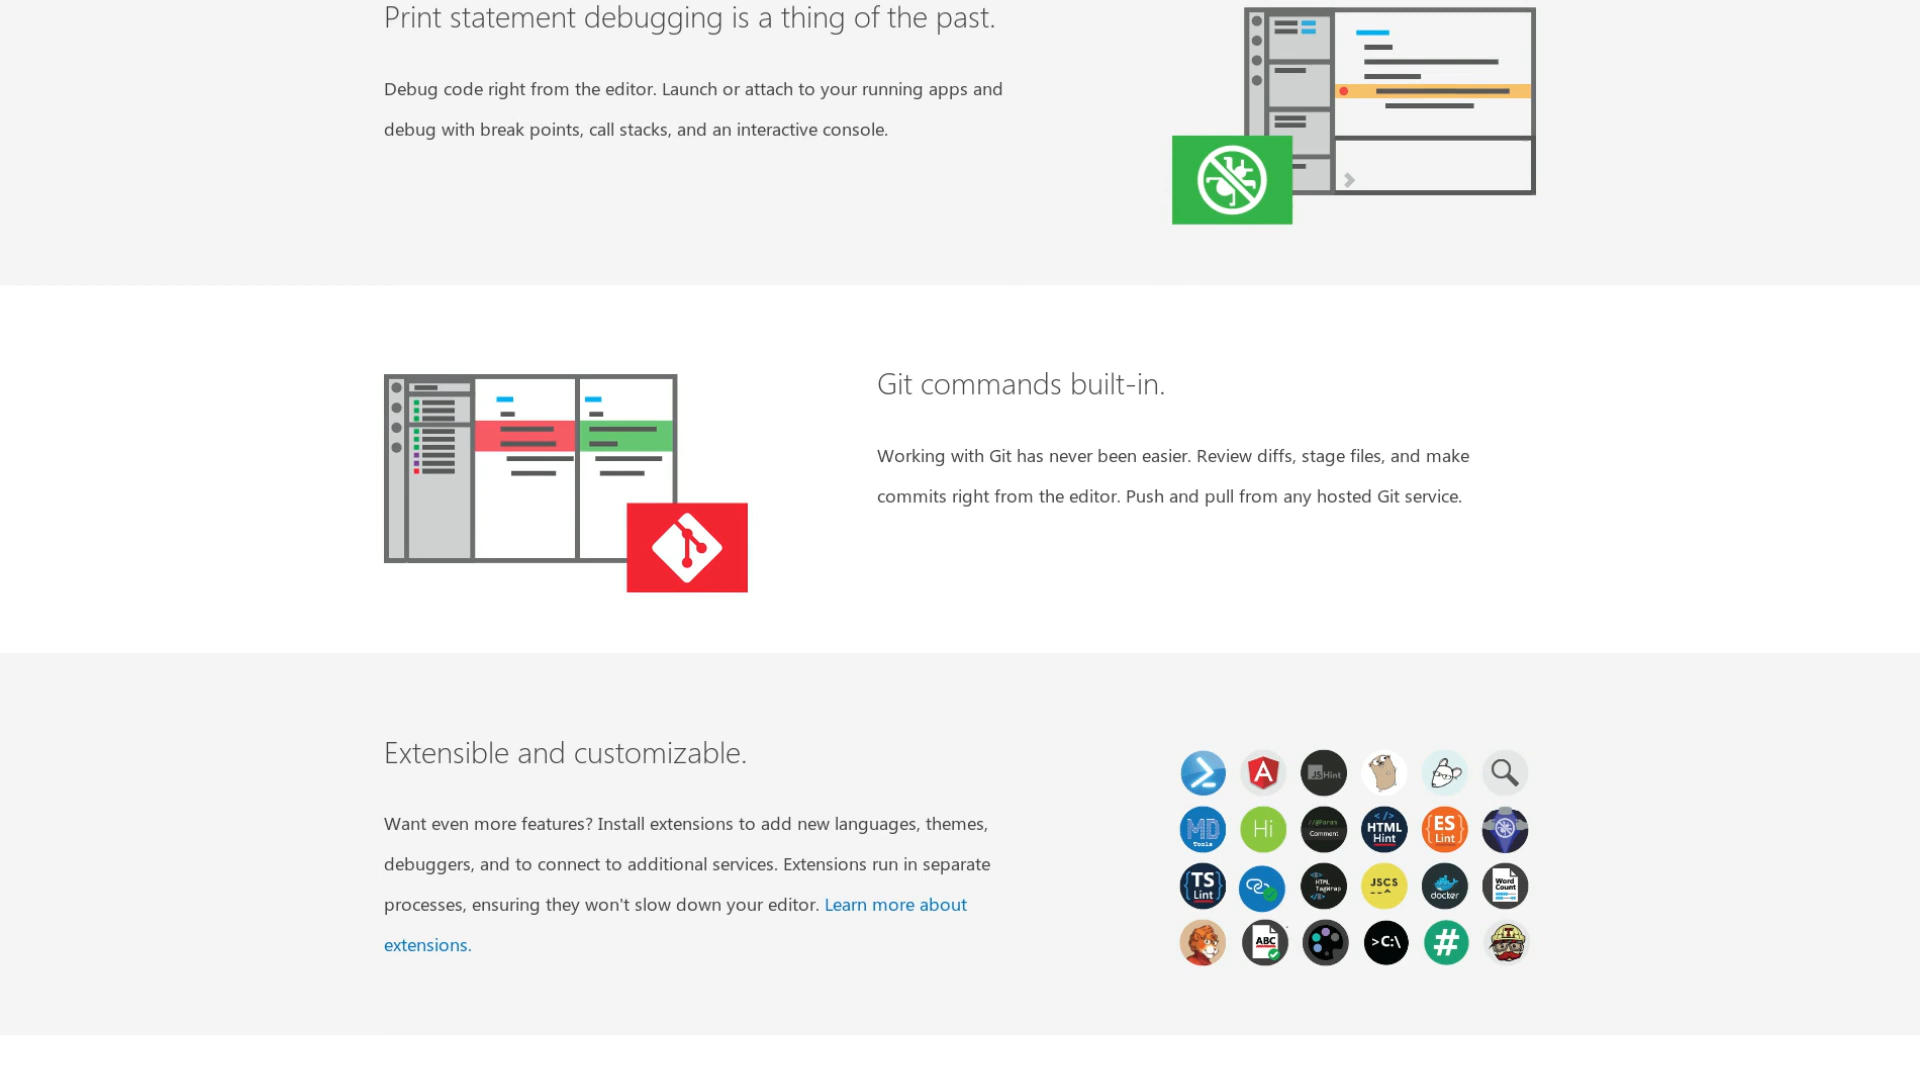 Print statement debugging is a thing of the past.
Debug code right from the editor. Launch or attach to your running apps and
debug with break points, call stacks, and an interactive console.
Git commands built-in.
Working with Git has never been easier. Review diffs, stage files, and make
commits right from the editor. Push and pull from any hosted Git service.
Extensible and customizable.
Want even more features? Install extensions to add new languages, themes,
debuggers, and to connect to additional services. Extensions run in separate
processes, ensuring they won't slow down your editor. Learn more about
extensions.
A
JSHint
MD
Tools
Hi
Comment
</>
HTML
Hint
ES
Lint
TS
Lint
HTML
TagWrap
JSCS
docker
Word
Count
ABC
>C:\
#
T